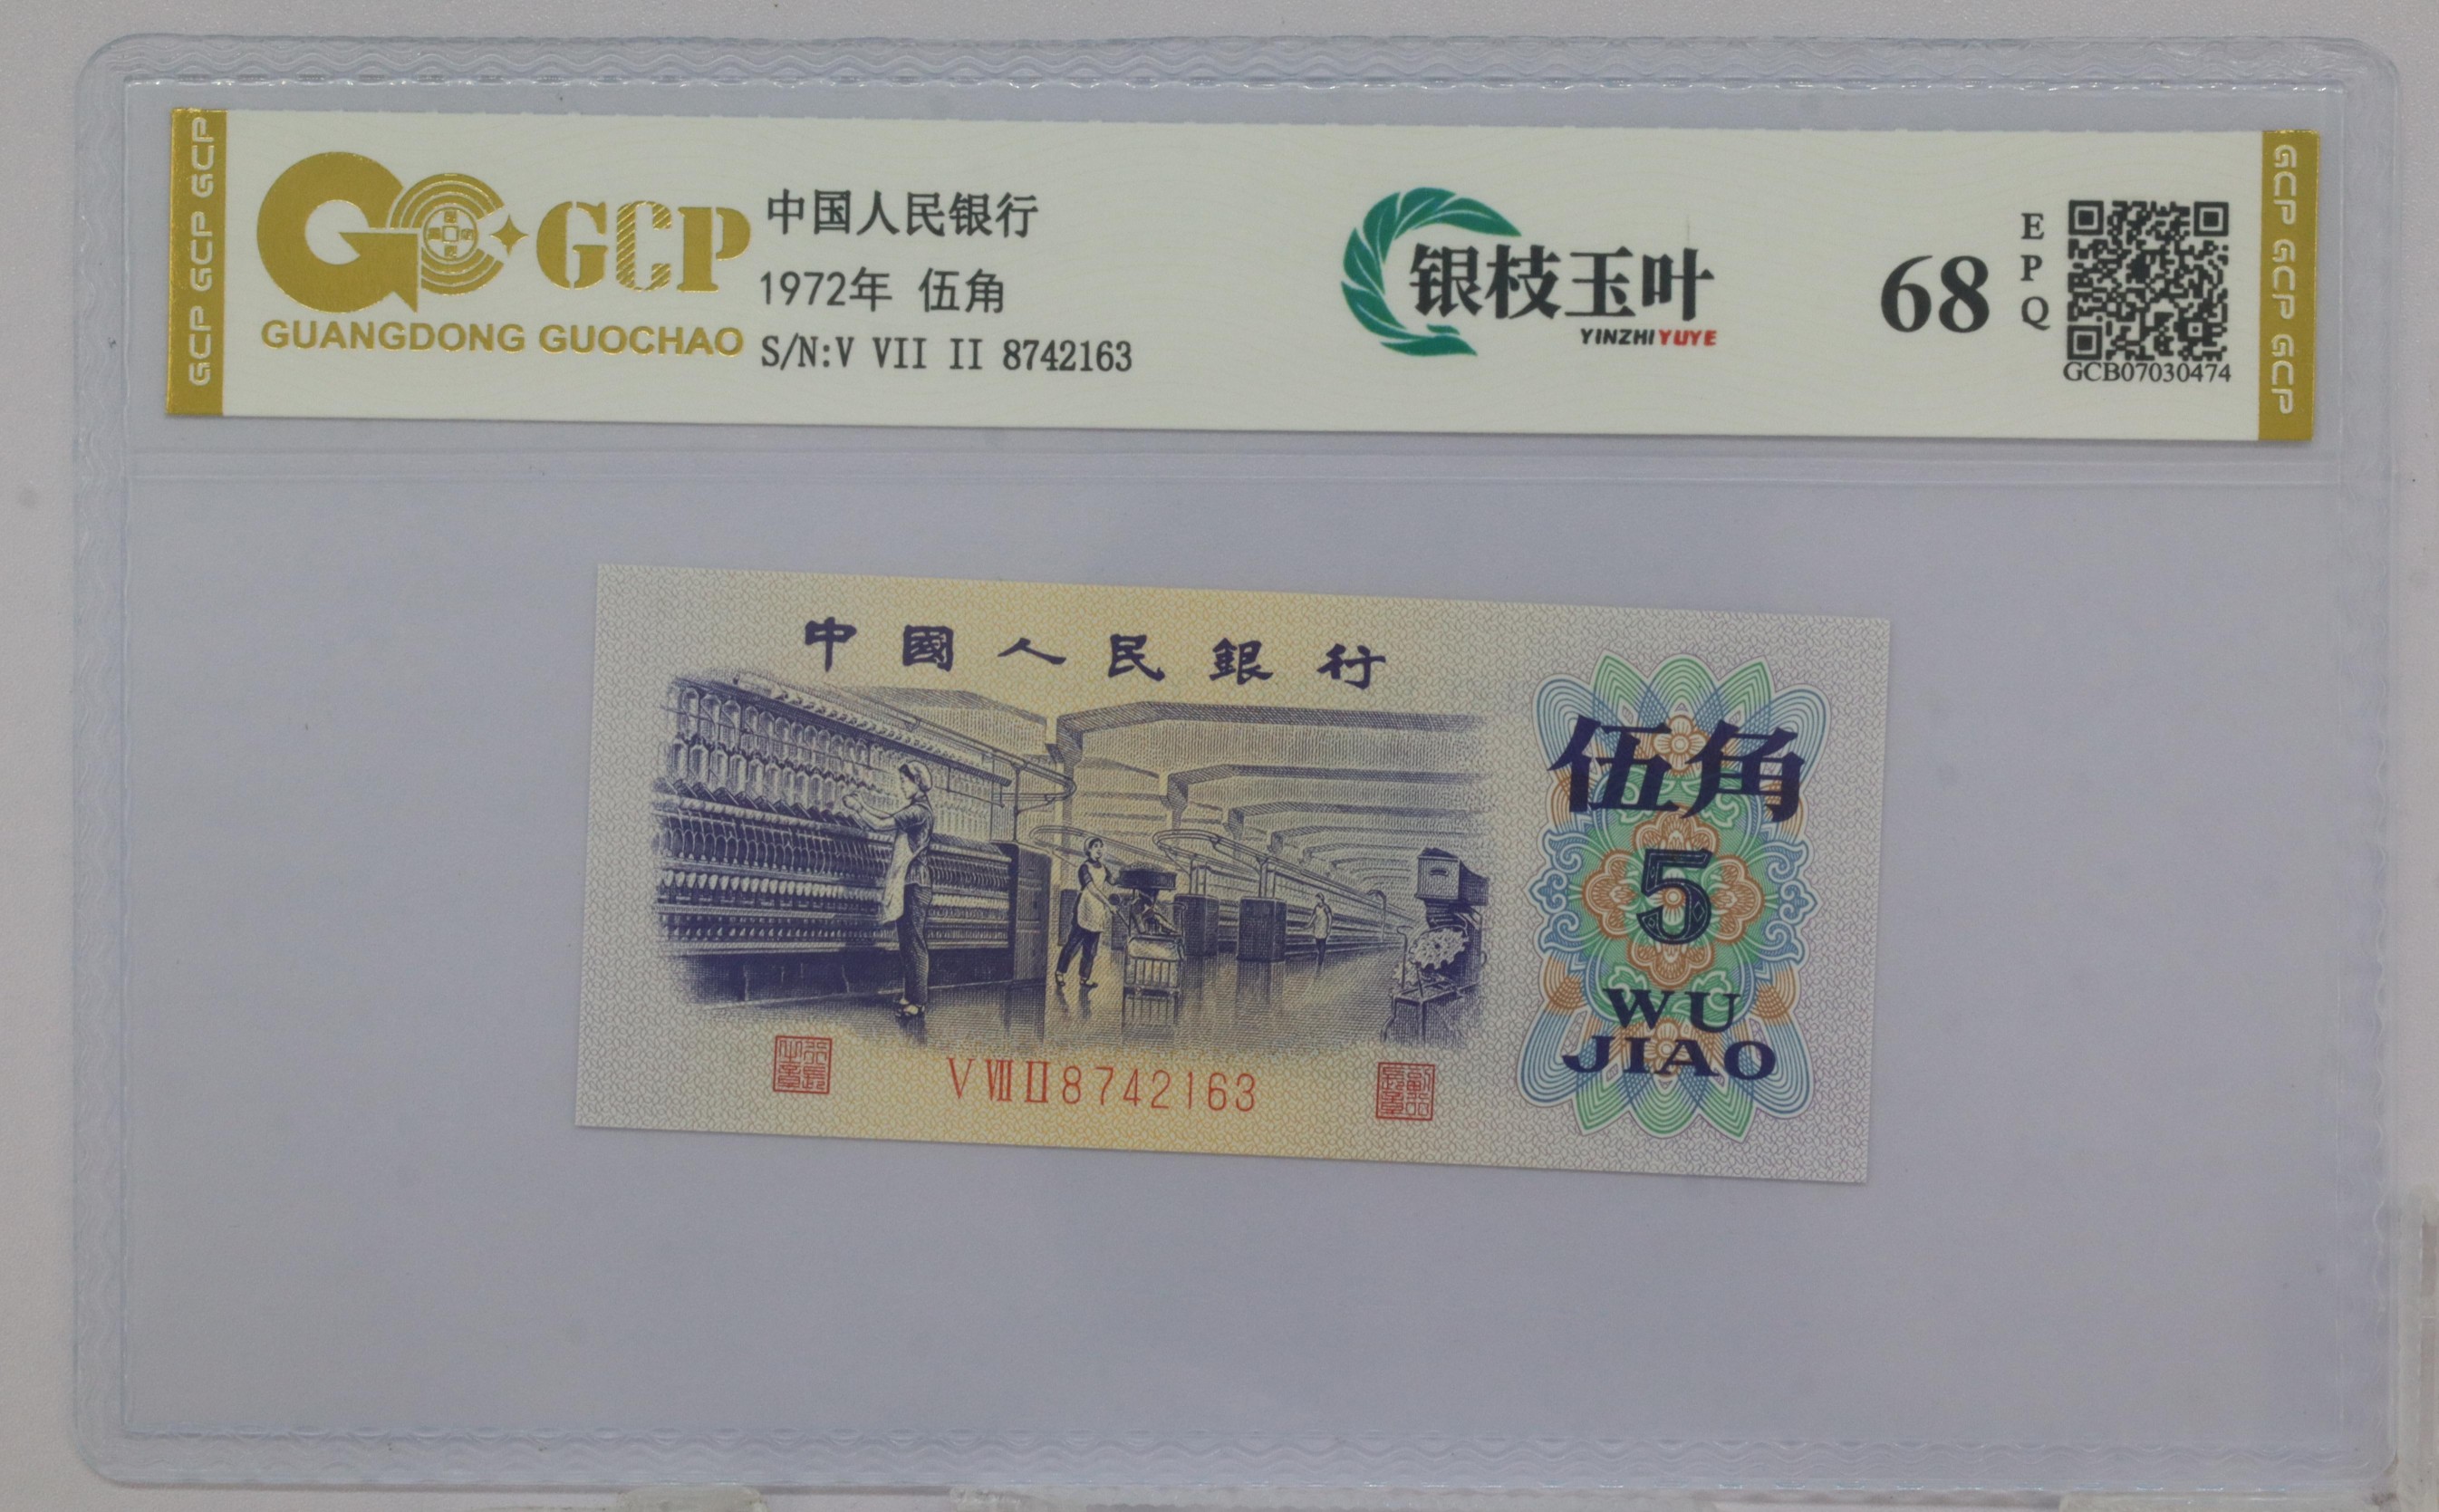 GCP GCP GCP
GCP
GUANGDONG GUOCHAO
中国人民银行
1972年 伍角
S/N:V VII II 8742163
银枝玉叶
YINZHIYUYE
68
EPQ
GCB07030474
GCP GCP GCP
中國人民銀行
伍角
5
WU
JIAO
V VII II 8742163